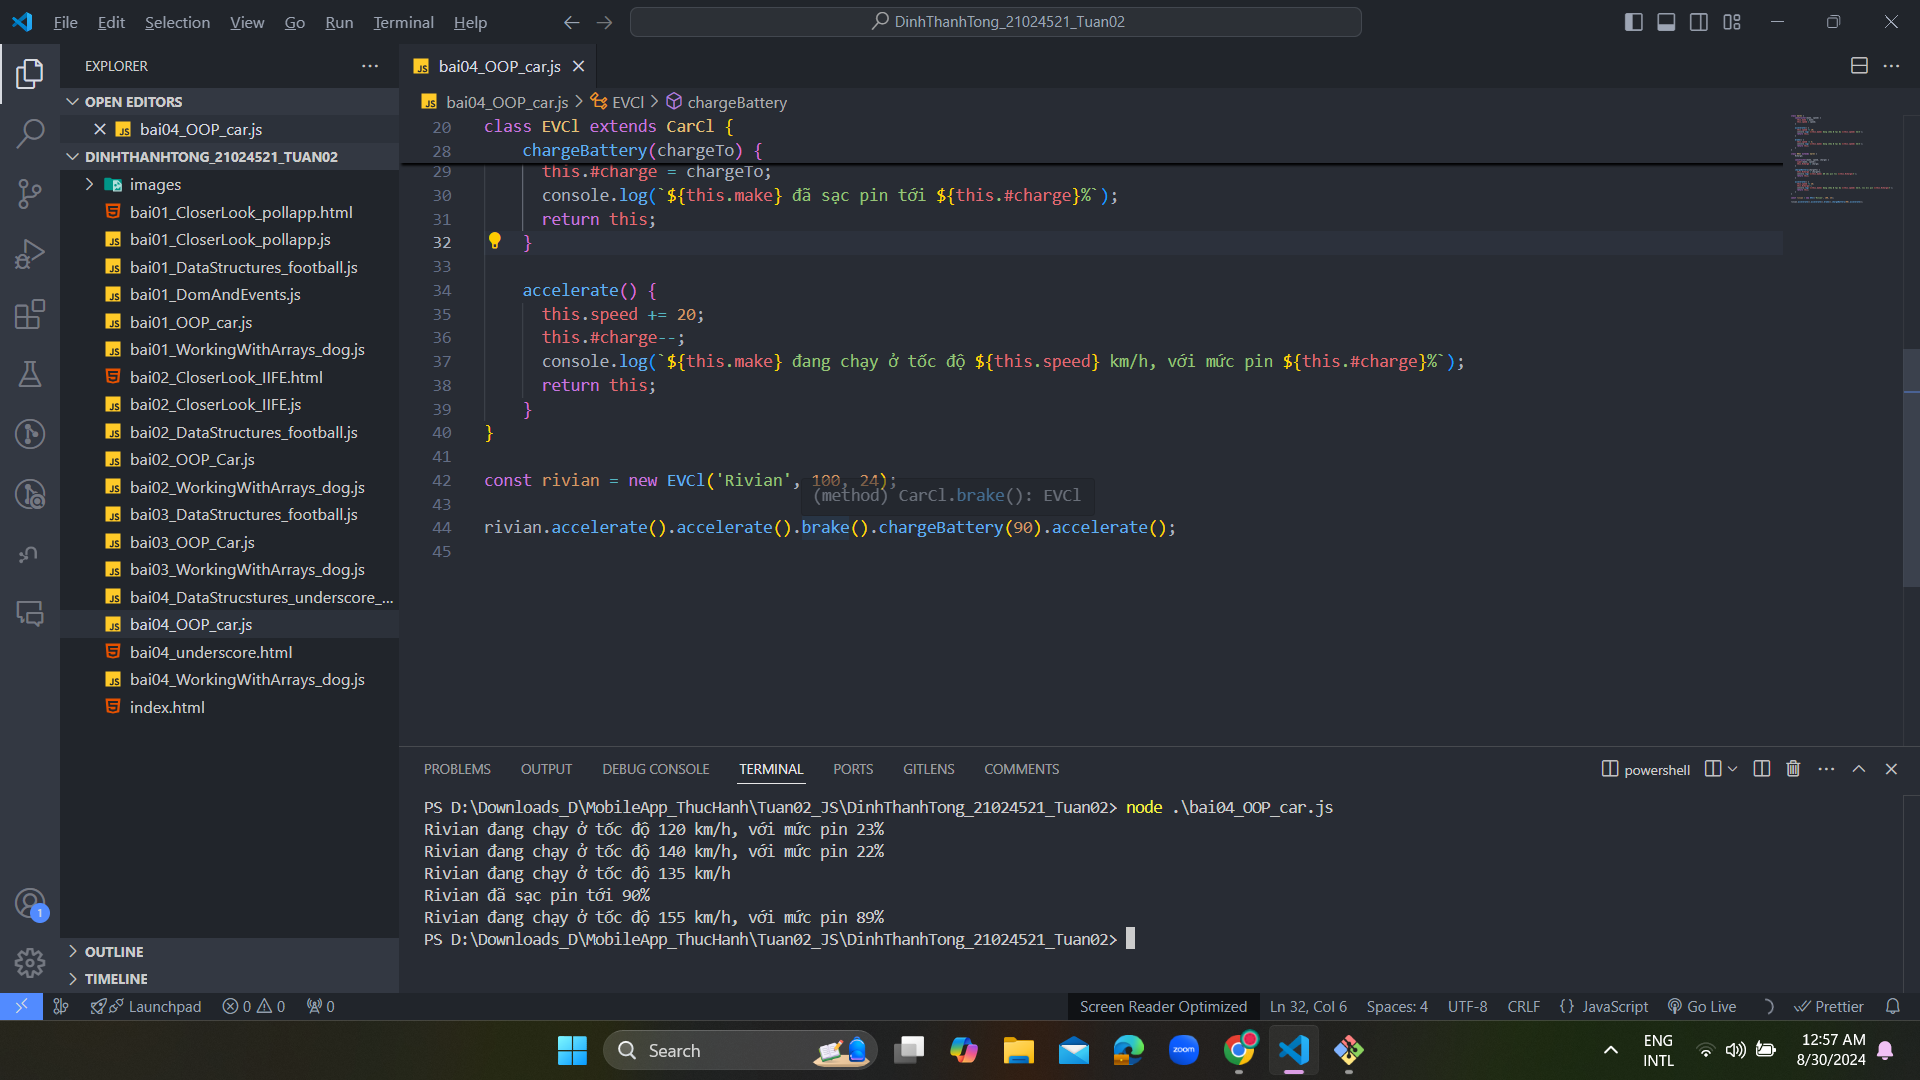 File Edit Selection View Go Run Terminal Help
DinhThanhTong_21024521_Tuan02
EXPLORER
OPEN EDITORS
bai04_OOP_car.js
DINHTHANHTONG_21024521_TUAN02
images
bai01_CloserLook_pollapp.html
bai01_CloserLook_pollapp.js
bai01_DataStructures_football.js
bai01_DomAndEvents.js
bai01_OOP_car.js
bai01_WorkingWithArrays_dog.js
bai02_CloserLook_IIFE.html
bai02_CloserLook_IIFE.js
bai02_DataStructures_football.js
bai02_OOP_Car.js
bai02_WorkingWithArrays_dog.js
bai03_DataStructures_football.js
bai03_OOP_Car.js
bai03_WorkingWithArrays_dog.js
bai04_DataStrucstures_underscore_...
bai04_OOP_car.js
bai04_underscore.html
bai04_WorkingWithArrays_dog.js
index.html
OUTLINE
TIMELINE
bai04_OOP_car.js
bai04_OOP_car.js > EVCl > chargeBattery
20 class EVCl extends CarCl {
28 chargeBattery(chargeTo) {
29 this.#charge = chargeTo;
30 console.log(`${this.make} đã sạc pin tới ${this.#charge}%`);
31 return this;
32 }
33
34 accelerate() {
35 this.speed += 20;
36 this.#charge--;
37 console.log(`${this.make} đang chạy ở tốc độ ${this.speed} km/h, với mức pin ${this.#charge}%`);
38 return this;
39 }
40 }
41
42 const rivian = new EVCl('Rivian', 100, 24);
(method) CarCl.brake(): EVCl
43
44 rivian.accelerate().accelerate().brake().chargeBattery(90).accelerate();
45
PROBLEMS OUTPUT DEBUG CONSOLE TERMINAL PORTS GITLENS COMMENTS
powershell
PS D:\Downloads_D\MobileApp_ThucHanh\Tuan02_JS\DinhThanhTong_21024521_Tuan02> node .\bai04_OOP_car.js
Rivian đang chạy ở tốc độ 120 km/h, với mức pin 23%
Rivian đang chạy ở tốc độ 140 km/h, với mức pin 22%
Rivian đang chạy ở tốc độ 135 km/h
Rivian đã sạc pin tới 90%
Rivian đang chạy ở tốc độ 155 km/h, với mức pin 89%
PS D:\Downloads_D\MobileApp_ThucHanh\Tuan02_JS\DinhThanhTong_21024521_Tuan02>
1
Launchpad 0 0 0
Screen Reader Optimized Ln 32, Col 6 Spaces: 4 UTF-8 CRLF {} JavaScript Go Live Prettier
Search
zoom
ENG
INTL
12:57 AM
8/30/2024